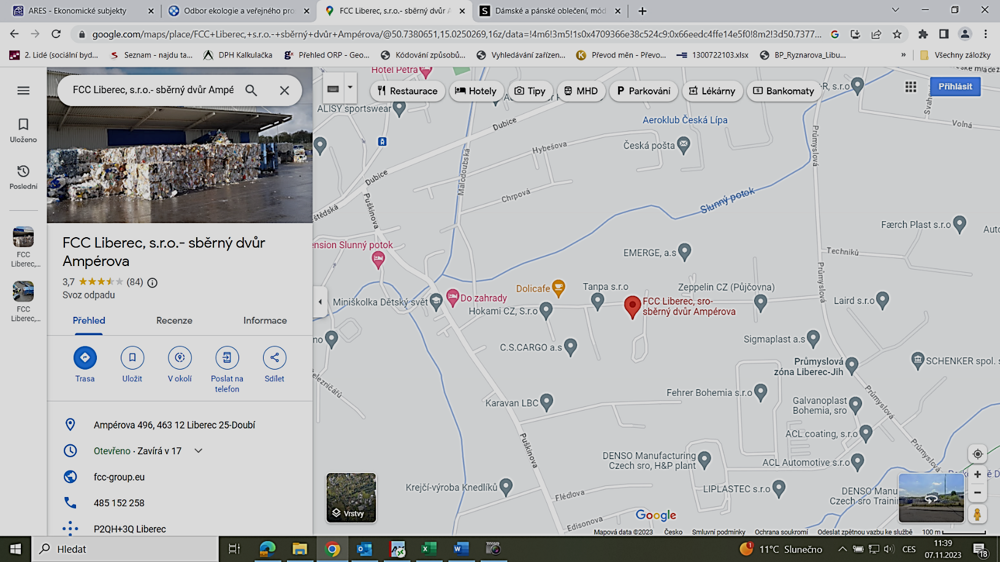 ARES - Ekonomické subjekty
Odbor ekologie a veřejného pro
FCC Liberec, s.r.o.- sběrný dvůr A
Dámské a pánské oblečení, mód
google.com/maps/place/FCC+Liberec,+s.r.o.-+sběrný+dvůr+Ampérova/@50.7380651,15.0250269,16z/data=!4m6!3m5!1s0x4709366e38c524c9:0x66eedc4ffe14e5f0!8m2!3d50.7377...
2. Lidé (sociální byd...
Seznam - najdu ta...
DPH Kalkulačka
Přehled ORP - Geo...
Kódování způsobů...
Vyhledávání zařízen...
Převod měn - Převo...
1300722103.xlsx
BP_Ryznarova_Libu...
Všechny záložky
FCC Liberec, s.r.o.- sběrný dvůr Ampé
Restaurace
Hotely
Tipy
MHD
Parkování
Lékárny
Bankomaty
Přihlásit
Uloženo
Poslední
FCC
Liberec,...
FCC
Liberec,...
FCC Liberec, s.r.o.- sběrný dvůr
Ampérova
3,7 (84)
Svoz odpadu
Přehled
Recenze
Informace
Trasa
Uložit
V okolí
Poslat na
telefon
Sdílet
Ampérova 496, 463 12 Liberec 25-Doubí
Otevřeno · Zavírá v 17
fcc-group.eu
485 152 258
P2QH+3Q Liberec
Hotel Petra
ALISY sportswear
Dubice
Aeroklub Česká Lípa
Volná
Průmyslová
Hybešova
Česká pošta
Malodoubská
Dubice
Chrpová
Slunný potok
Puškinova
Færch Plast s.r.o
Auto
ension Slunný potok
EMERGE, a.s
Techniků
Průmyslová
Dolicafe
Tanpa s.r.o
Zeppelin CZ (Půjčovna)
Do zahrady
Miniškolka Dětský svět
Hokami CZ, S.r.o
FCC Liberec, sro-
sběrný dvůr Ampérova
Laird s.r.o
no
C.S.CARGO a.s
Sigmaplast a.s
Průmyslová
zóna Liberec-Jih
SCHENKER spol. s
Železničářů
Fehrer Bohemia s.r.o
Průmyslová
Galvanoplast
Bohemia, sro
Karavan LBC
ACL coating, s.r.o
Puškinova
Průmyslová
DENSO Manufacturing
Czech sro, H&P plant
ACL Automotive s.r.o
Krejčí-výroba Knedlíků
LIPLASTEC s.r.o
Flédlova
DENSO Manu
Czech sro Trainin
Edisonova
Vrstvy
Google
Mapová data ©2023
Česko
Smluvní podmínky
Ochrana soukromí
Odeslat zpětnou vazbu ke službě
100 m
Hledat
1
11°C Slunečno
CES
11:39
07.11.2023
18